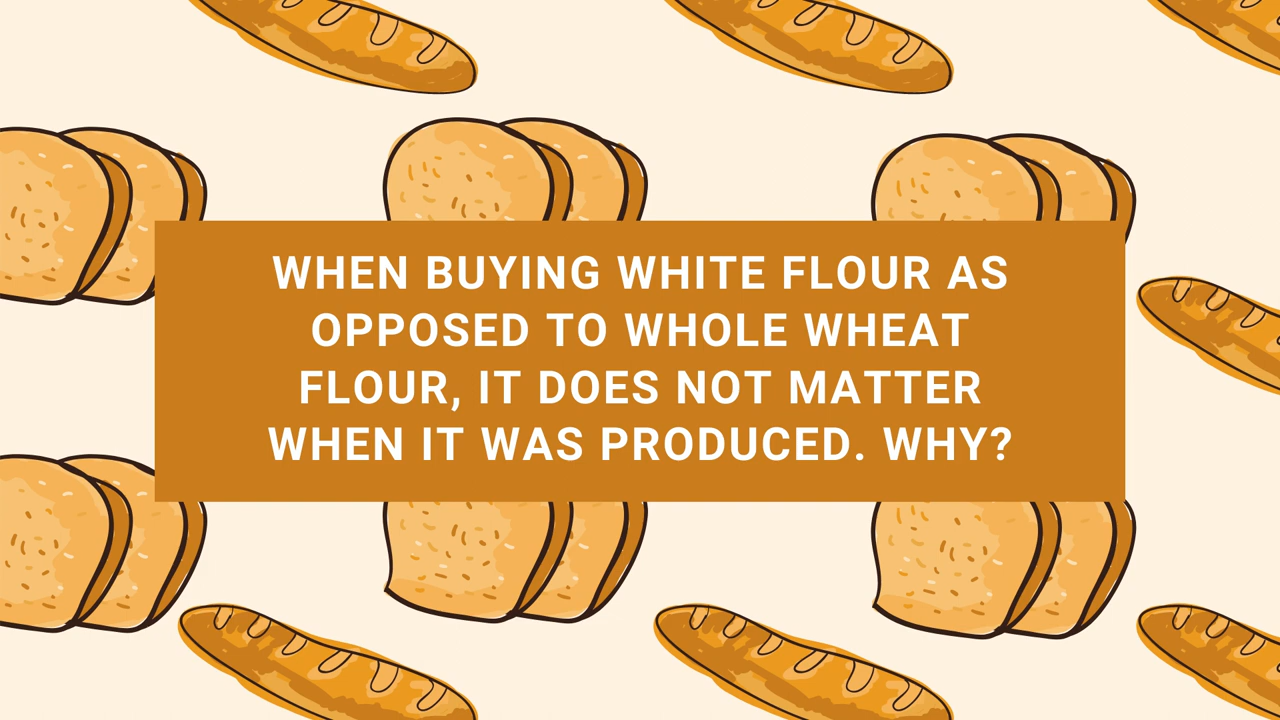 WHEN BUYING WHITE FLOUR AS
OPPOSED TO WHOLE WHEAT
FLOUR, IT DOES NOT MATTER
WHEN IT WAS PRODUCED. WHY?